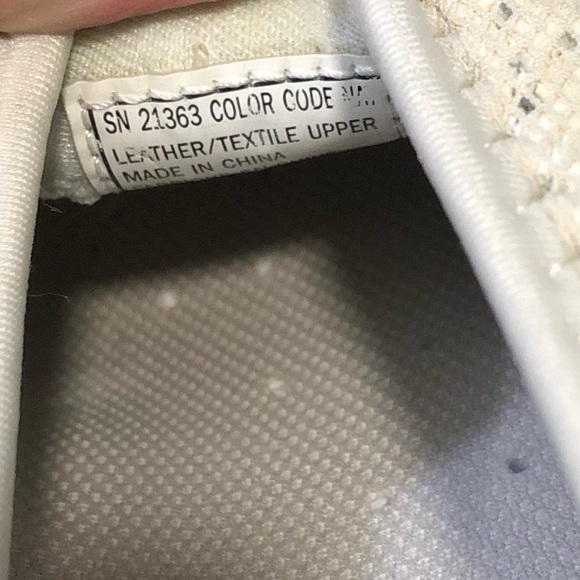 SN 21363 COLOR CODE
LEATHER/TEXTILE UPPER
MADE IN CHINA